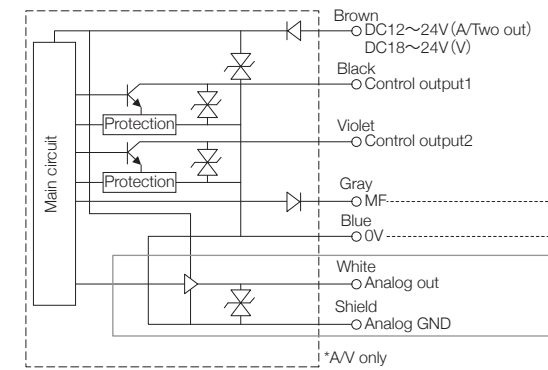 Brown
DC12～24V (A/Two out)
DC18～24V (V)
Black
Control output1
Protection
Violet
Control output2
Protection
Main circuit
Gray
MF
Blue
0V
White
Analog out
Shield
Analog GND
*A/V only